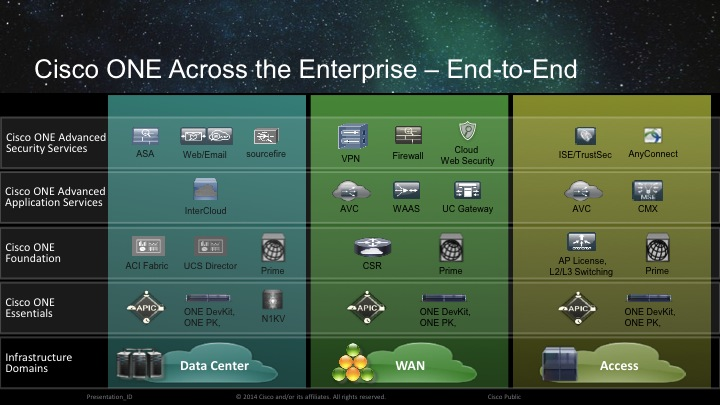 Cisco ONE Across the Enterprise – End-to-End
Cisco ONE Advanced
Security Services
ASA
Web/Email
sourcefire
VPN
Firewall
Cloud
Web Security
ISE/TrustSec
AnyConnect
Cisco ONE Advanced
Application Services
InterCloud
AVC
WAAS
UC Gateway
AVC
MSE
CMX
Cisco ONE
Foundation
ACI Fabric
UCS Director
Prime
CSR
Prime
AP License,
L2/L3 Switching
Prime
Cisco ONE
Essentials
APIC
ONE DevKit,
ONE PK,
N1KV
APIC
ONE DevKit,
ONE PK,
APIC
ONE DevKit,
ONE PK,
Infrastructure
Domains
Data Center
WAN
Access
Presentation_ID
© 2014 Cisco and/or its affiliates. All rights reserved.
Cisco Public